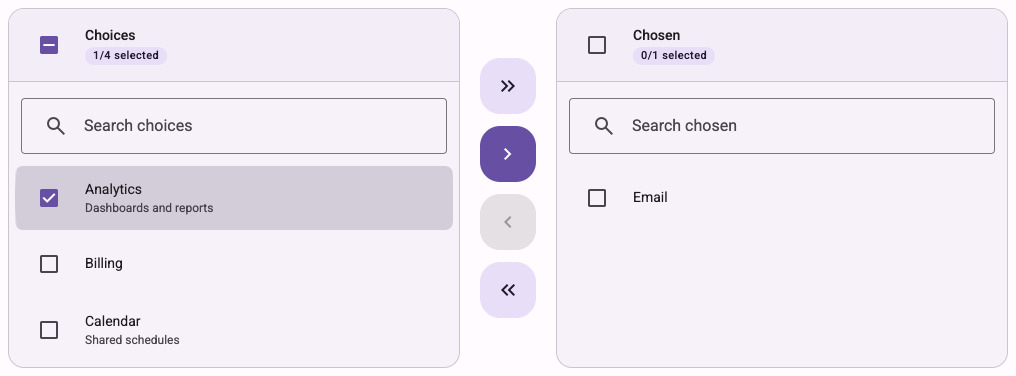 Choices
1/4 selected
Search choices
Analytics
Dashboards and reports
Billing
Calendar
Shared schedules
Chosen
0/1 selected
Search chosen
Email